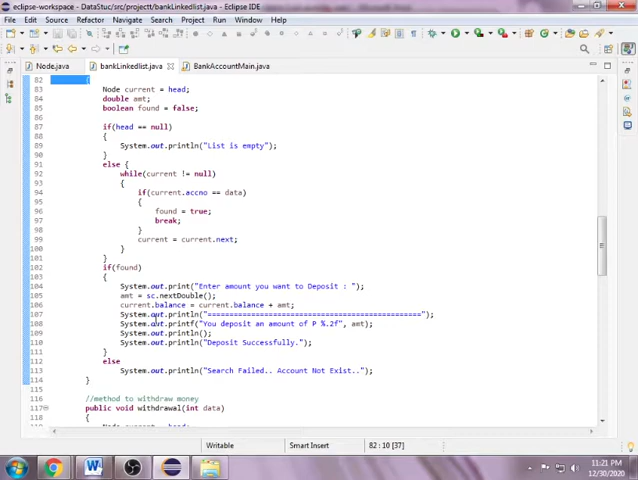 eclipse-workspace - DataStuc/src/projectt/bankLinkedlist.java - Eclipse IDE
File Edit Source Refactor Navigate Search Project Run Window Help
Node.java bankLinkedlist.java BankAccountMain.java
82 {
83 Node current = head;
84 double amt;
85 boolean found = false;
86
87 if(head == null)
88 {
89 System.out.println("List is empty");
90 }
91 else {
92 while(current != null)
93 {
94 if(current.accno == data)
95 {
96 found = true;
97 break;
98 }
99 current = current.next;
100 }
101 }
102 if(found)
103 {
104 System.out.print("Enter amount you want to Deposit : ");
105 amt = sc.nextDouble();
106 current.balance = current.balance + amt;
107 System.out.println("=================================================");
108 System.out.printf("You deposit an amount of P %.2f", amt);
109 System.out.println();
110 System.out.println("Deposit Successfully.");
111 }
112 else
113 System.out.println("Search Failed.. Account Not Exist..");
114 }
115
116 //method to withdraw money
117 public void withdrawal(int data)
118 {
Node current = head;
Writable Smart Insert 82 : 10 [37]
11:21 PM
12/30/2020